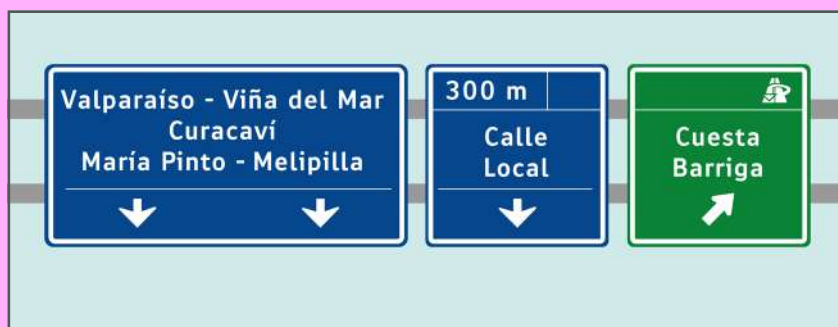 Valparaíso - Viña del Mar
Curacaví
María Pinto - Melipilla
300 m
Calle
Local
Cuesta
Barriga